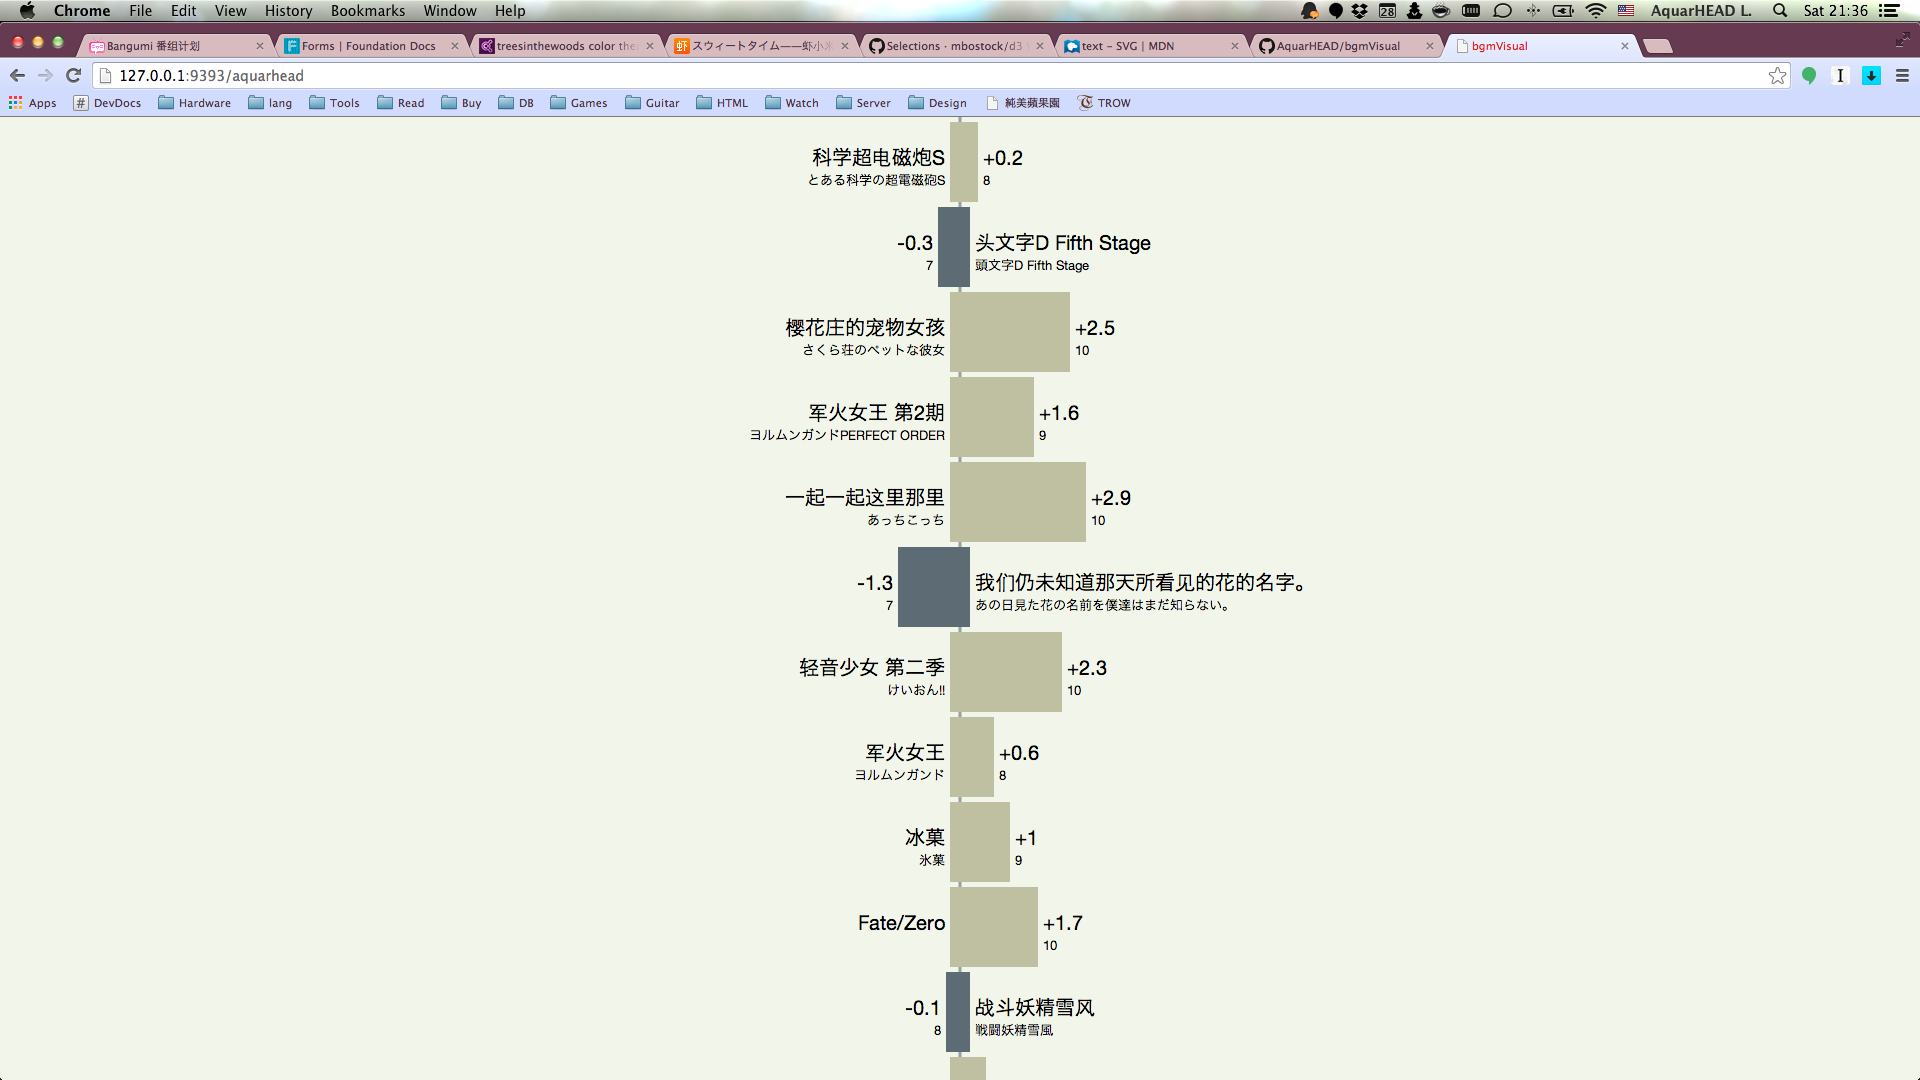 Chrome File Edit View History Bookmarks Window Help 28 AquarHEAD L. Sat 21:36
Bangumi 番组计划 Forms | Foundation Docs treesinthewoods color the スウィートタイム——虾小米 Selections · mbostock/d3 text – SVG | MDN AquarHEAD/bgmVisual bgmVisual
127.0.0.1:9393/aquarhead
Apps # DevDocs Hardware lang Tools Read Buy DB Games Guitar HTML Watch Server Design 純美蘋果園 TROW
科学超电磁炮S +0.2
とある科学の超電磁砲S 8
-0.3 头文字D Fifth Stage
7 頭文字D Fifth Stage
樱花庄的宠物女孩 +2.5
さくら荘のペットな彼女 10
军火女王 第2期 +1.6
ヨルムンガンドPERFECT ORDER 9
一起一起这里那里 +2.9
あっちこっち 10
-1.3 我们仍未知道那天所看见的花的名字。
7 あの日見た花の名前を僕達はまだ知らない。
轻音少女 第二季 +2.3
けいおん!! 10
军火女王 +0.6
ヨルムンガンド 8
冰菓 +1
氷菓 9
Fate/Zero +1.7
10
-0.1 战斗妖精雪风
8 戦闘妖精雪風